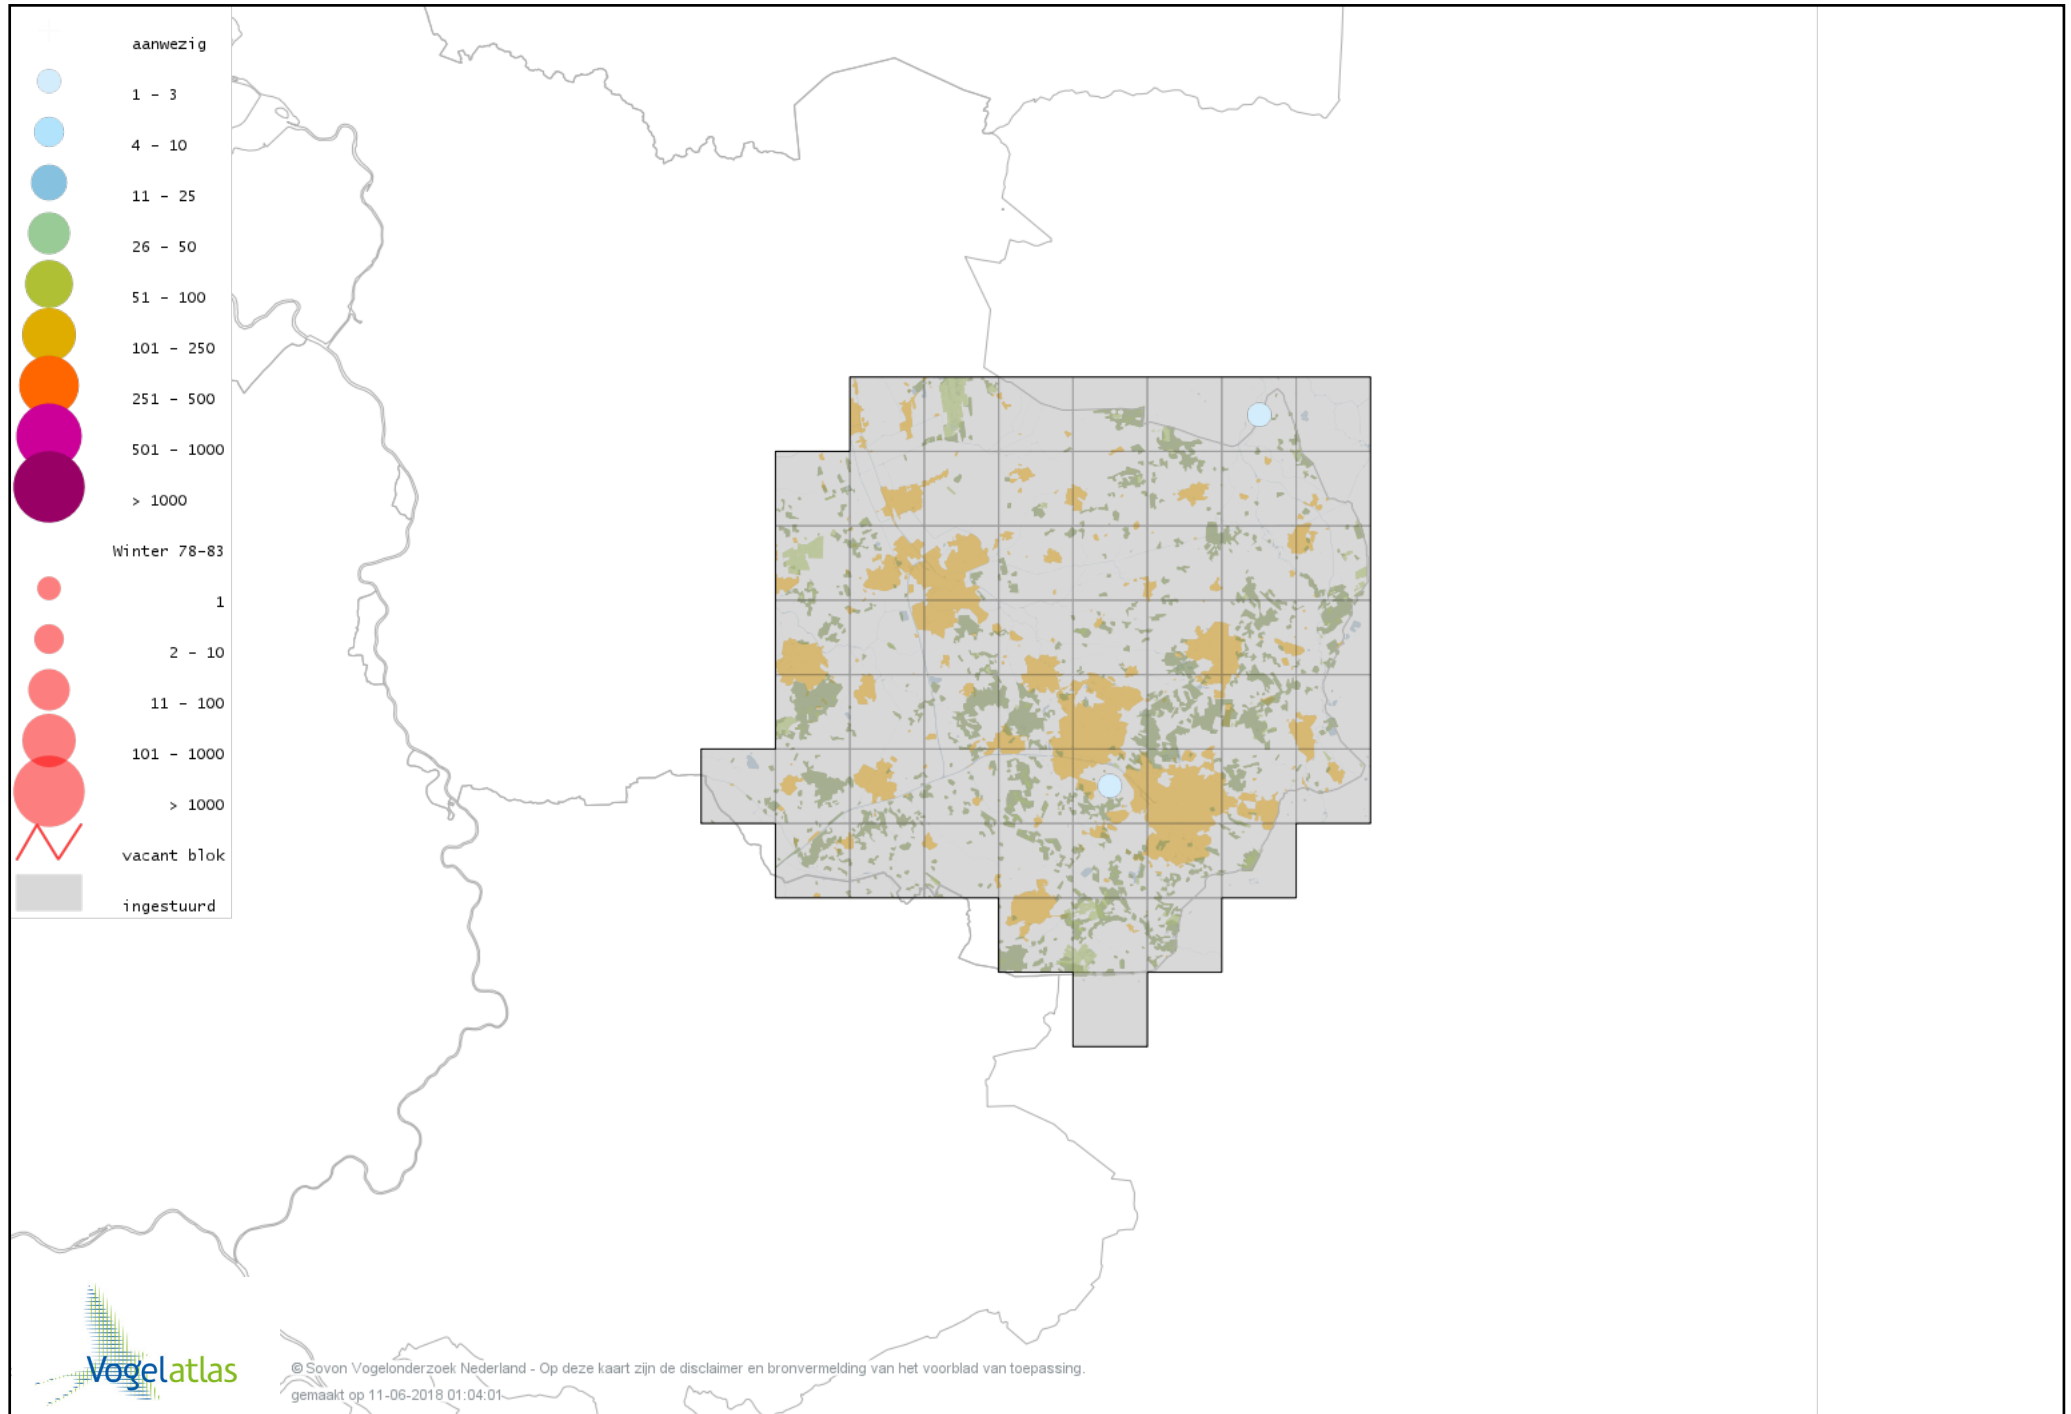 aanwezig
1 - 3
4 - 10
11 - 25
26 - 50
51 - 100
101 - 250
251 - 500
501 - 1000
> 1000
Winter 78-83
1
2 - 10
11 - 100
101 - 1000
> 1000
vacant blok
ingestuurd
Vogelatlas
© Sovon Vogelonderzoek Nederland - Op deze kaart zijn de disclaimer en bronvermelding van het voorblad van toepassing.
gemaakt op 11-06-2018 01:04:01